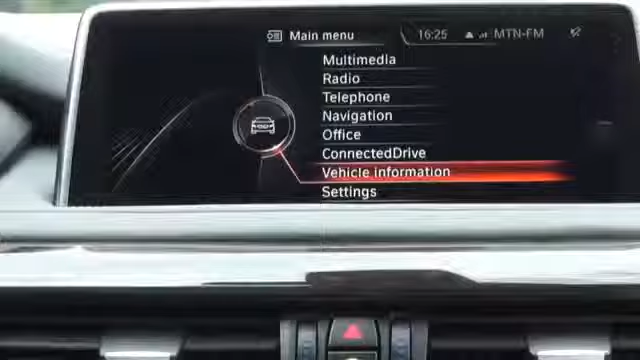 Main menu
16:25 MTN-FM
Multimedia
Radio
Telephone
Navigation
Office
ConnectedDrive
Vehicle information
Settings